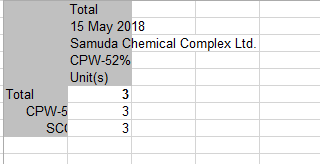 Total
15 May 2018
Samuda Chemical Complex Ltd.
CPW-52%
Unit(s)
Total 3
CPW-5 3
SC 3